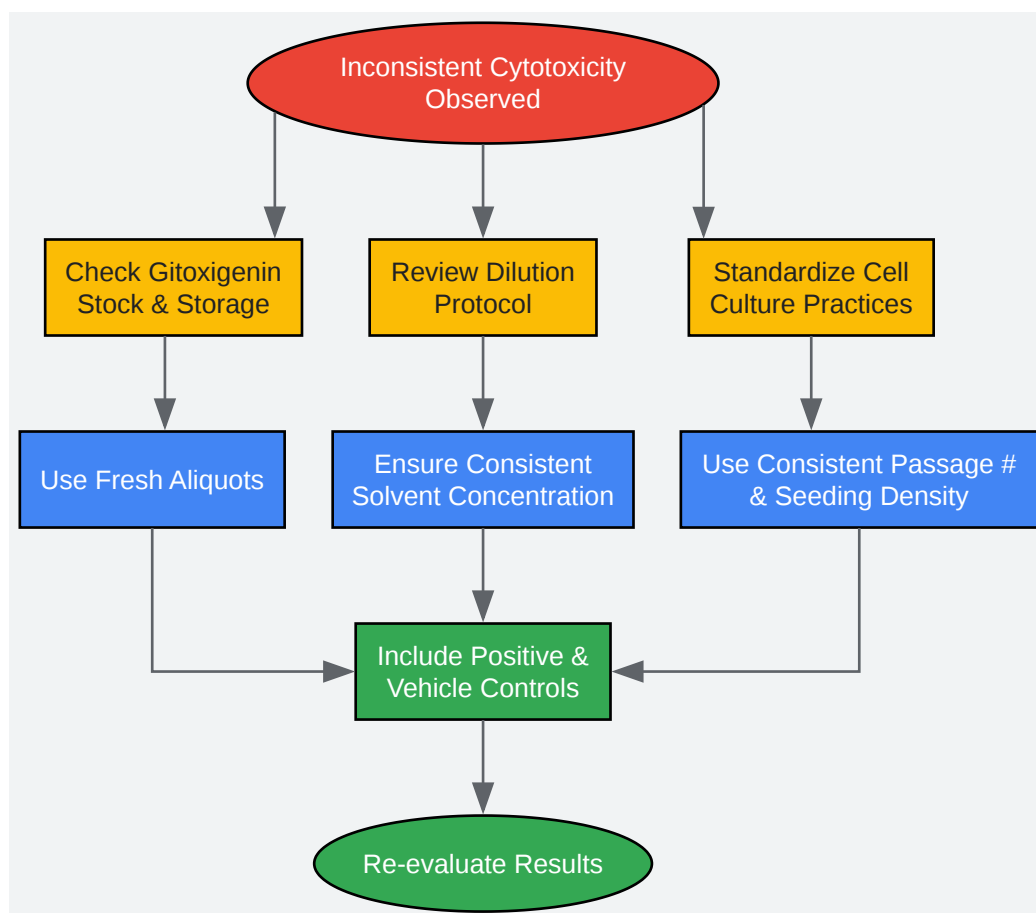 Inconsistent Cytotoxicity
Observed
Check Gitoxigenin
Stock & Storage
Review Dilution
Protocol
Standardize Cell
Culture Practices
Use Fresh Aliquots
Ensure Consistent
Solvent Concentration
Use Consistent Passage #
& Seeding Density
Include Positive &
Vehicle Controls
Re-evaluate Results